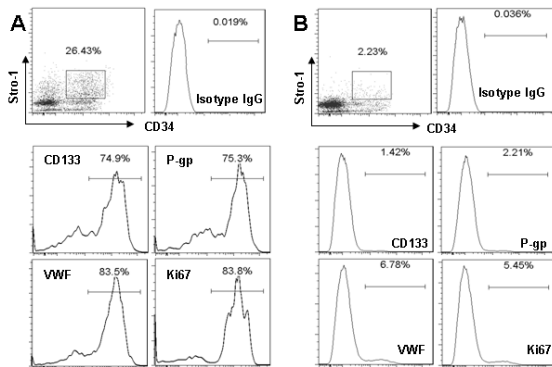 A
26.43%
Stro-1
CD34
0.019%
Isotype IgG
CD133
74.9%
P-gp
75.3%
VWF
83.5%
Ki67
83.8%
B
2.23%
Stro-1
CD34
0.036%
Isotype IgG
1.42%
CD133
2.21%
P-gp
6.78%
VWF
5.45%
Ki67